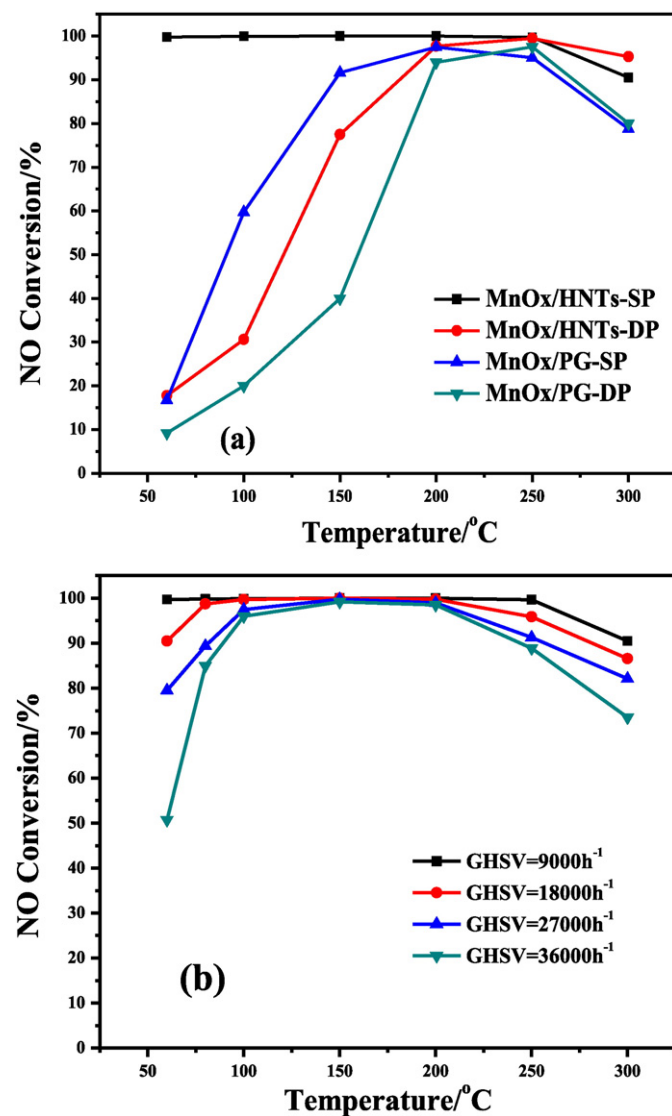 100
90
80
70
60
50
40
30
20
10
0
NO Conversion/%
MnOx/HNTs-SP
MnOx/HNTs-DP
MnOx/PG-SP
MnOx/PG-DP
(a)
50 100 150 200 250 300
Temperature/°C
100
90
80
70
60
50
40
30
20
10
0
NO Conversion/%
GHSV=9000h⁻¹
GHSV=18000h⁻¹
GHSV=27000h⁻¹
GHSV=36000h⁻¹
(b)
50 100 150 200 250 300
Temperature/°C